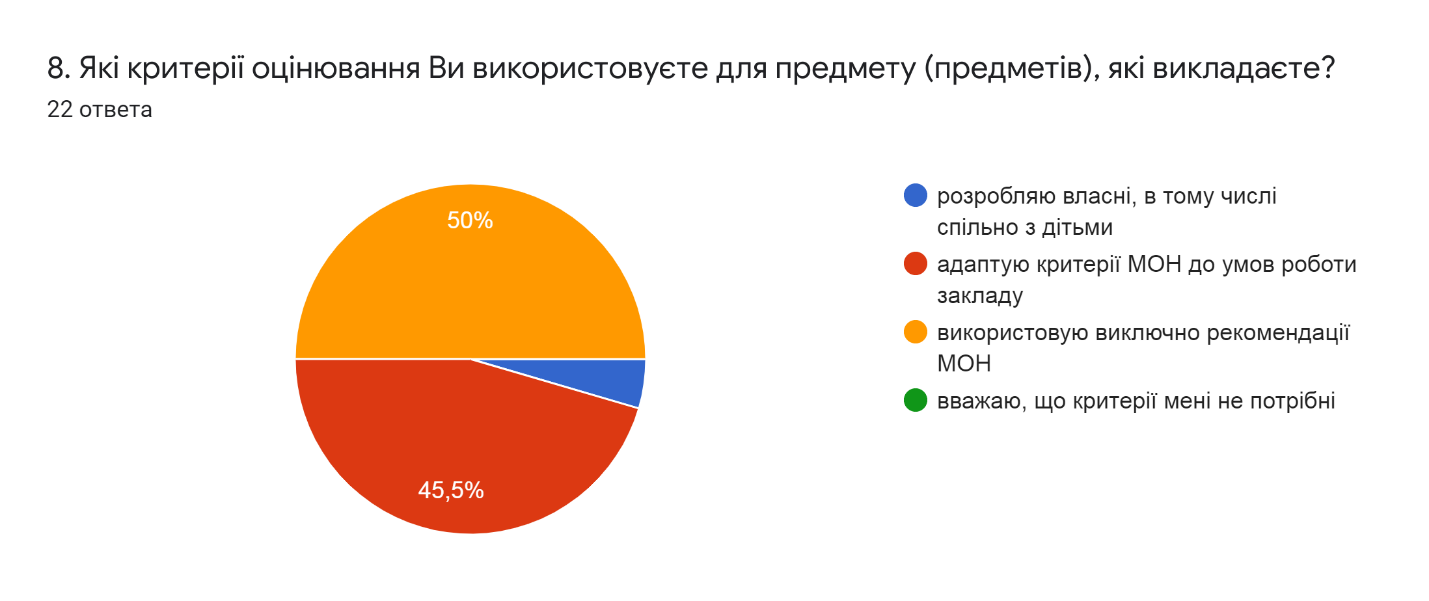 8. Які критерії оцінювання Ви використовуєте для предмету (предметів), які викладаєте?
22 ответа
50%
45,5%
розробляю власні, в тому числі
спільно з дітьми
адаптую критерії МОН до умов роботи
закладу
використовую виключно рекомендації
МОН
вважаю, що критерії мені не потрібні